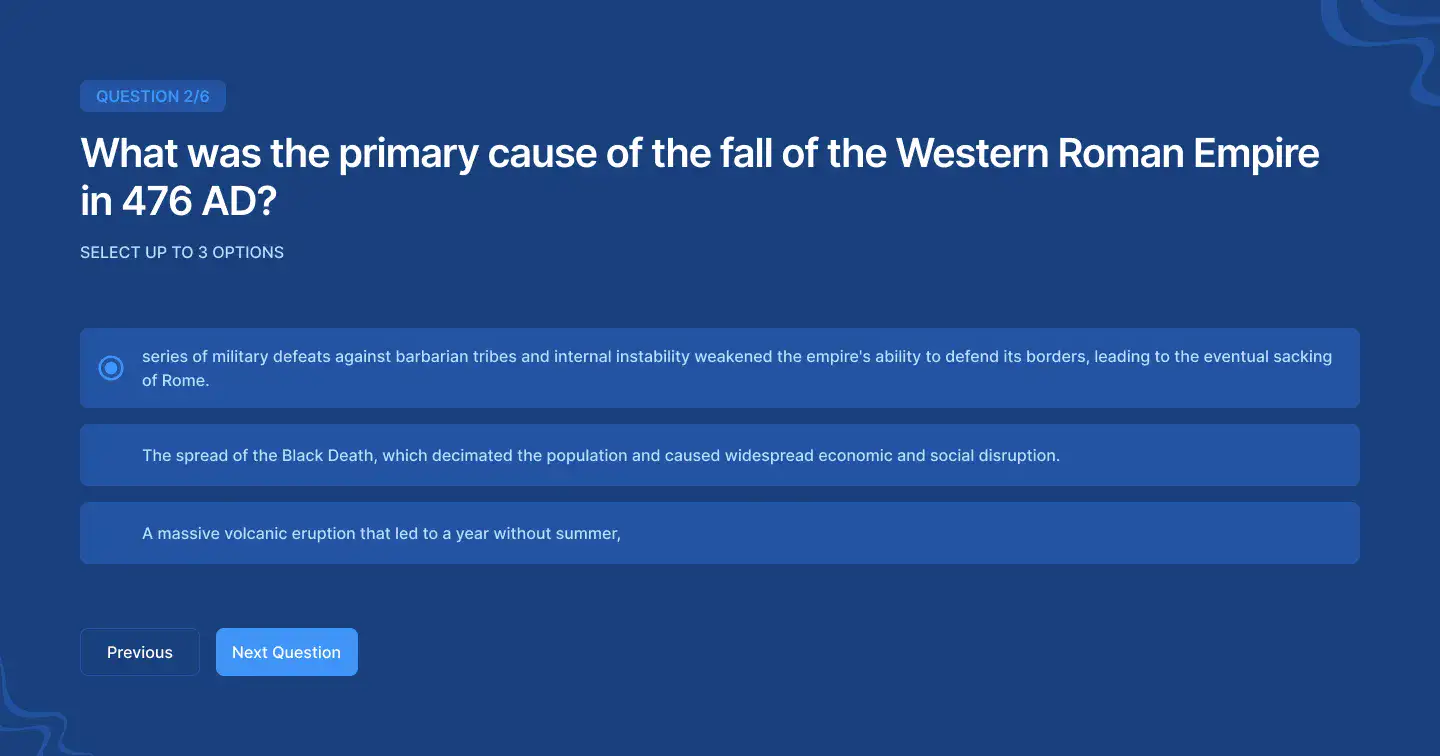 QUESTION 2/6
What was the primary cause of the fall of the Western Roman Empire
in 476 AD?
SELECT UP TO 3 OPTIONS
series of military defeats against barbarian tribes and internal instability weakened the empire's ability to defend its borders, leading to the eventual sacking
of Rome.
The spread of the Black Death, which decimated the population and caused widespread economic and social disruption.
A massive volcanic eruption that led to a year without summer,
Previous
Next Question